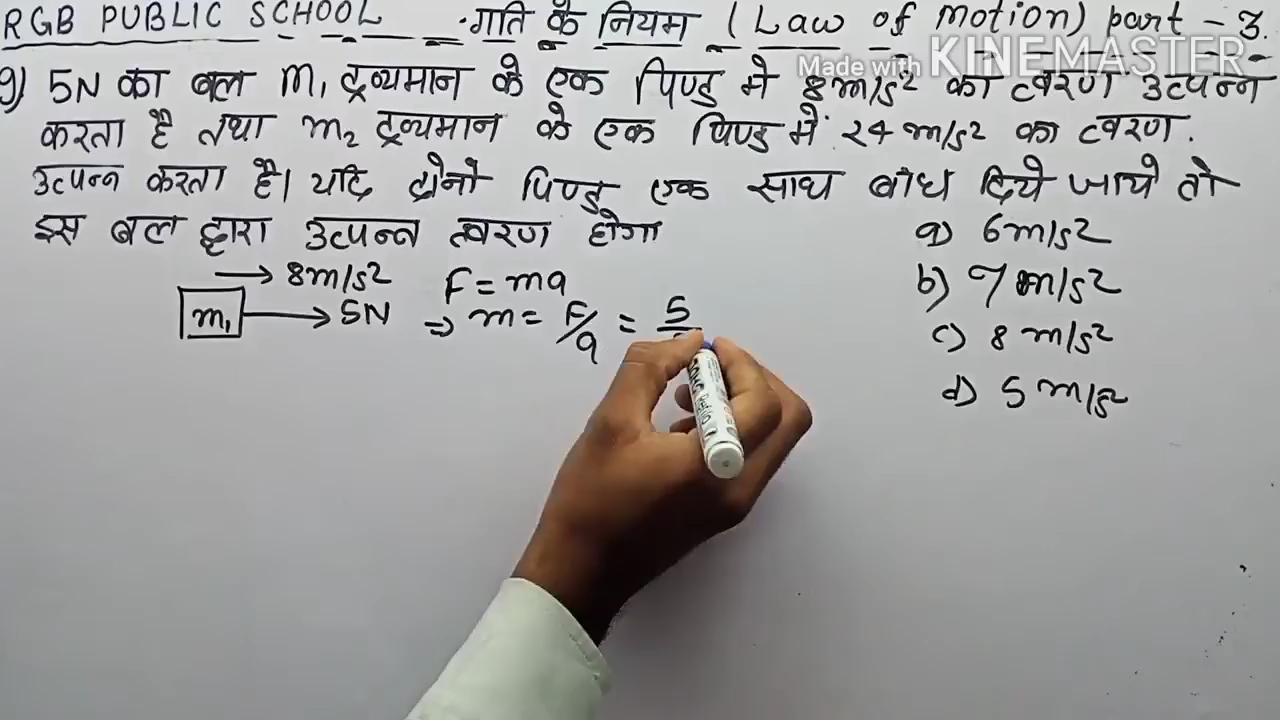 RGB PUBLIC SCHOOL गति के नियम (Law of motion) part - 3.
Made with KINEMASTER
9) 5N का बल m₁ द्रव्यमान के एक पिण्ड मे 8m/s² का त्वरण उत्पन्न
करता है तथा m₂ द्रव्यमान के एक पिण्ड में 24 m/s² का त्वरण.
उत्पन्न करता है। यदि दोनो पिण्ड एक साथ बांध दिये जाये तो
इस बल द्वारा उत्पन्न त्वरण होगा
a) 6m/s²
b) 7 m/s²
c) 8 m/s²
d) 5 m/s²
→ 8m/s² F = ma
m₁ → 5N ⇒ m = F/a = 5